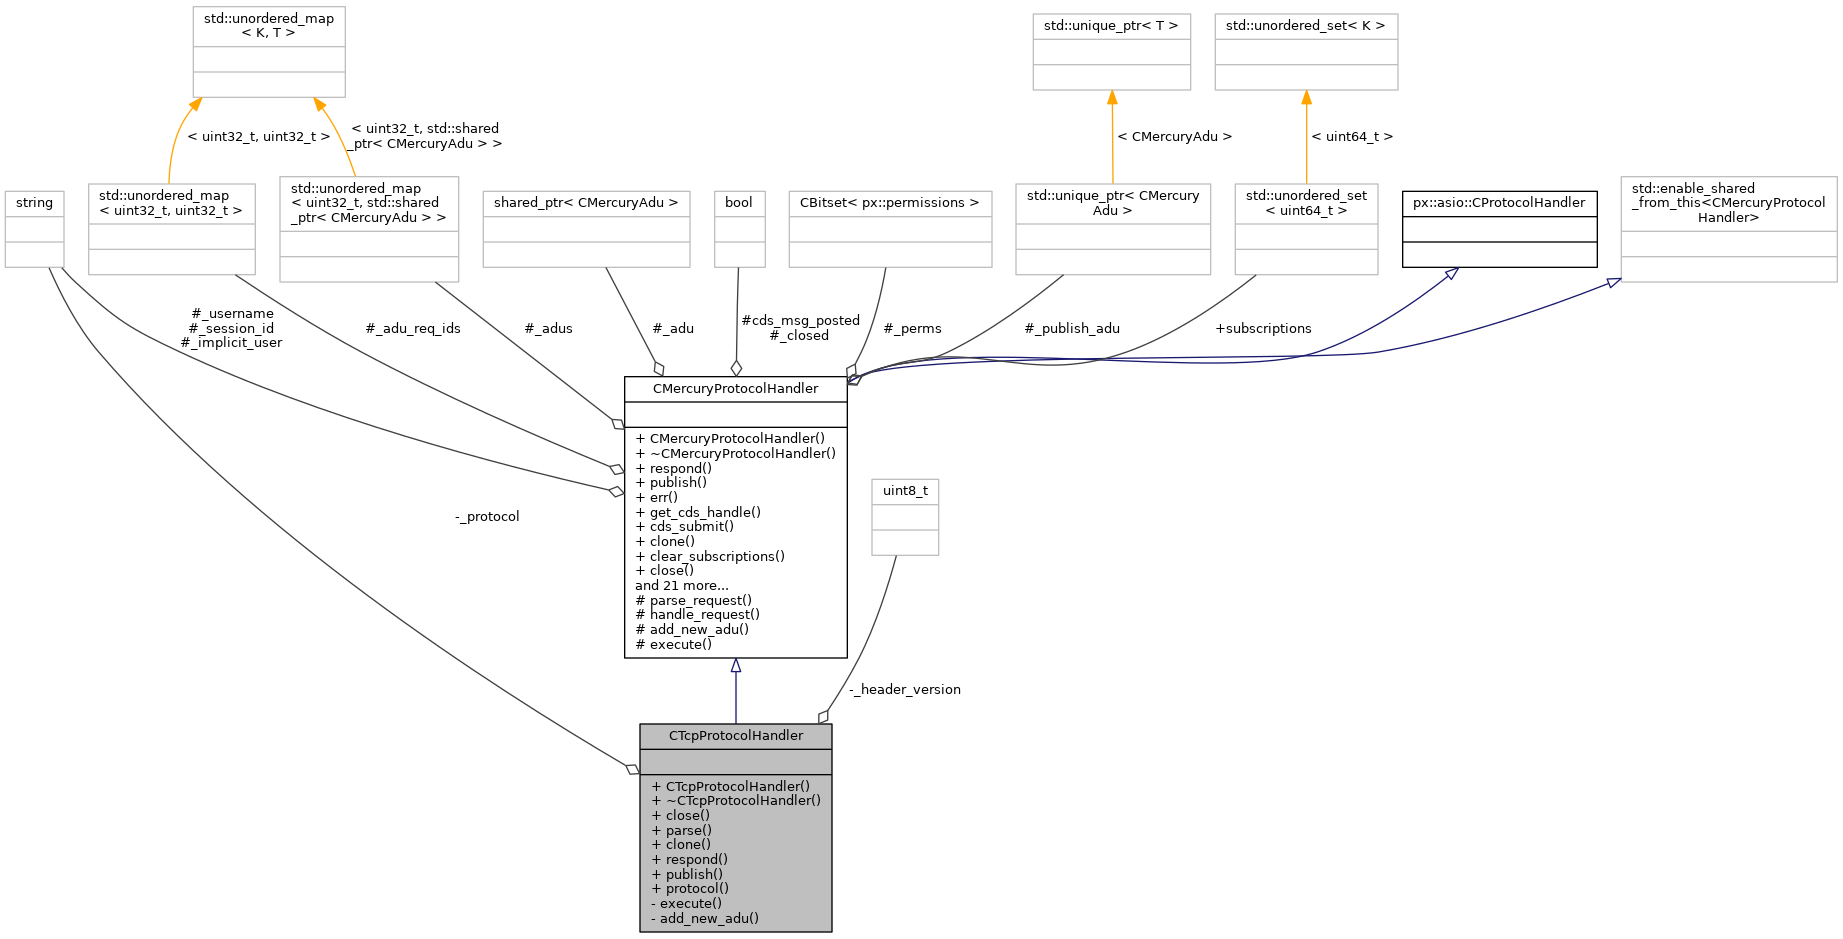 std::unordered_map
< K, T >
std::unique_ptr< T >
std::unordered_set< K >
< uint32_t, uint32_t >
< uint32_t, std::shared
_ptr< CMercuryAdu > >
< CMercuryAdu >
< uint64_t >
string
std::unordered_map
< uint32_t, uint32_t >
std::unordered_map
< uint32_t, std::shared
_ptr< CMercuryAdu > >
shared_ptr< CMercuryAdu >
bool
CBitset< px::permissions >
std::unique_ptr< CMercury
Adu >
std::unordered_set
< uint64_t >
px::asio::CProtocolHandler
std::enable_shared
_from_this<CMercuryProtocol
Handler>
#_username
#_session_id
#_implicit_user
#_adu_req_ids
#_adus
#_adu
#cds_msg_posted
#_closed
#_perms
#_publish_adu
+subscriptions
CMercuryProtocolHandler
+ CMercuryProtocolHandler()
+ ~CMercuryProtocolHandler()
+ respond()
+ publish()
+ err()
+ get_cds_handle()
+ cds_submit()
+ clone()
+ clear_subscriptions()
+ close()
and 21 more...
# parse_request()
# handle_request()
# add_new_adu()
# execute()
-_protocol
uint8_t
-_header_version
CTcpProtocolHandler
+ CTcpProtocolHandler()
+ ~CTcpProtocolHandler()
+ close()
+ parse()
+ clone()
+ respond()
+ publish()
+ protocol()
- execute()
- add_new_adu()